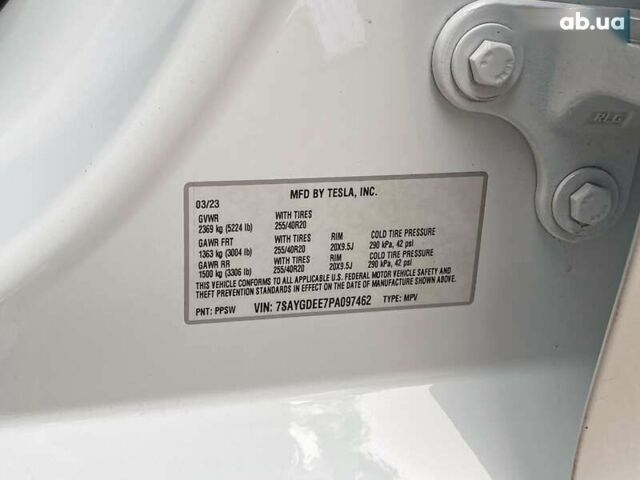 ab.ua
RLG
MFD BY TESLA, INC.
03/23
GVWR WITH TIRES
2369 kg (5224 lb) 255/40R20
GAWR FRT WITH TIRES RIM COLD TIRE PRESSURE
1363 kg (3004 lb) 255/40R20 20X9.5J 290 kPa, 42 psi
GAWR RR WITH TIRES RIM COLD TIRE PRESSURE
1500 kg (3306 lb) 255/40R20 20X9.5J 290 kPa, 42 psi
THIS VEHICLE CONFORMS TO ALL APPLICABLE U.S. FEDERAL MOTOR VEHICLE SAFETY AND
THEFT PREVENTION STANDARDS IN EFFECT ON THE DATE OF MANUFACTURE SHOWN ABOVE.
PNT: PPSW VIN: 7SAYGDEE7PA097462 TYPE: MPV